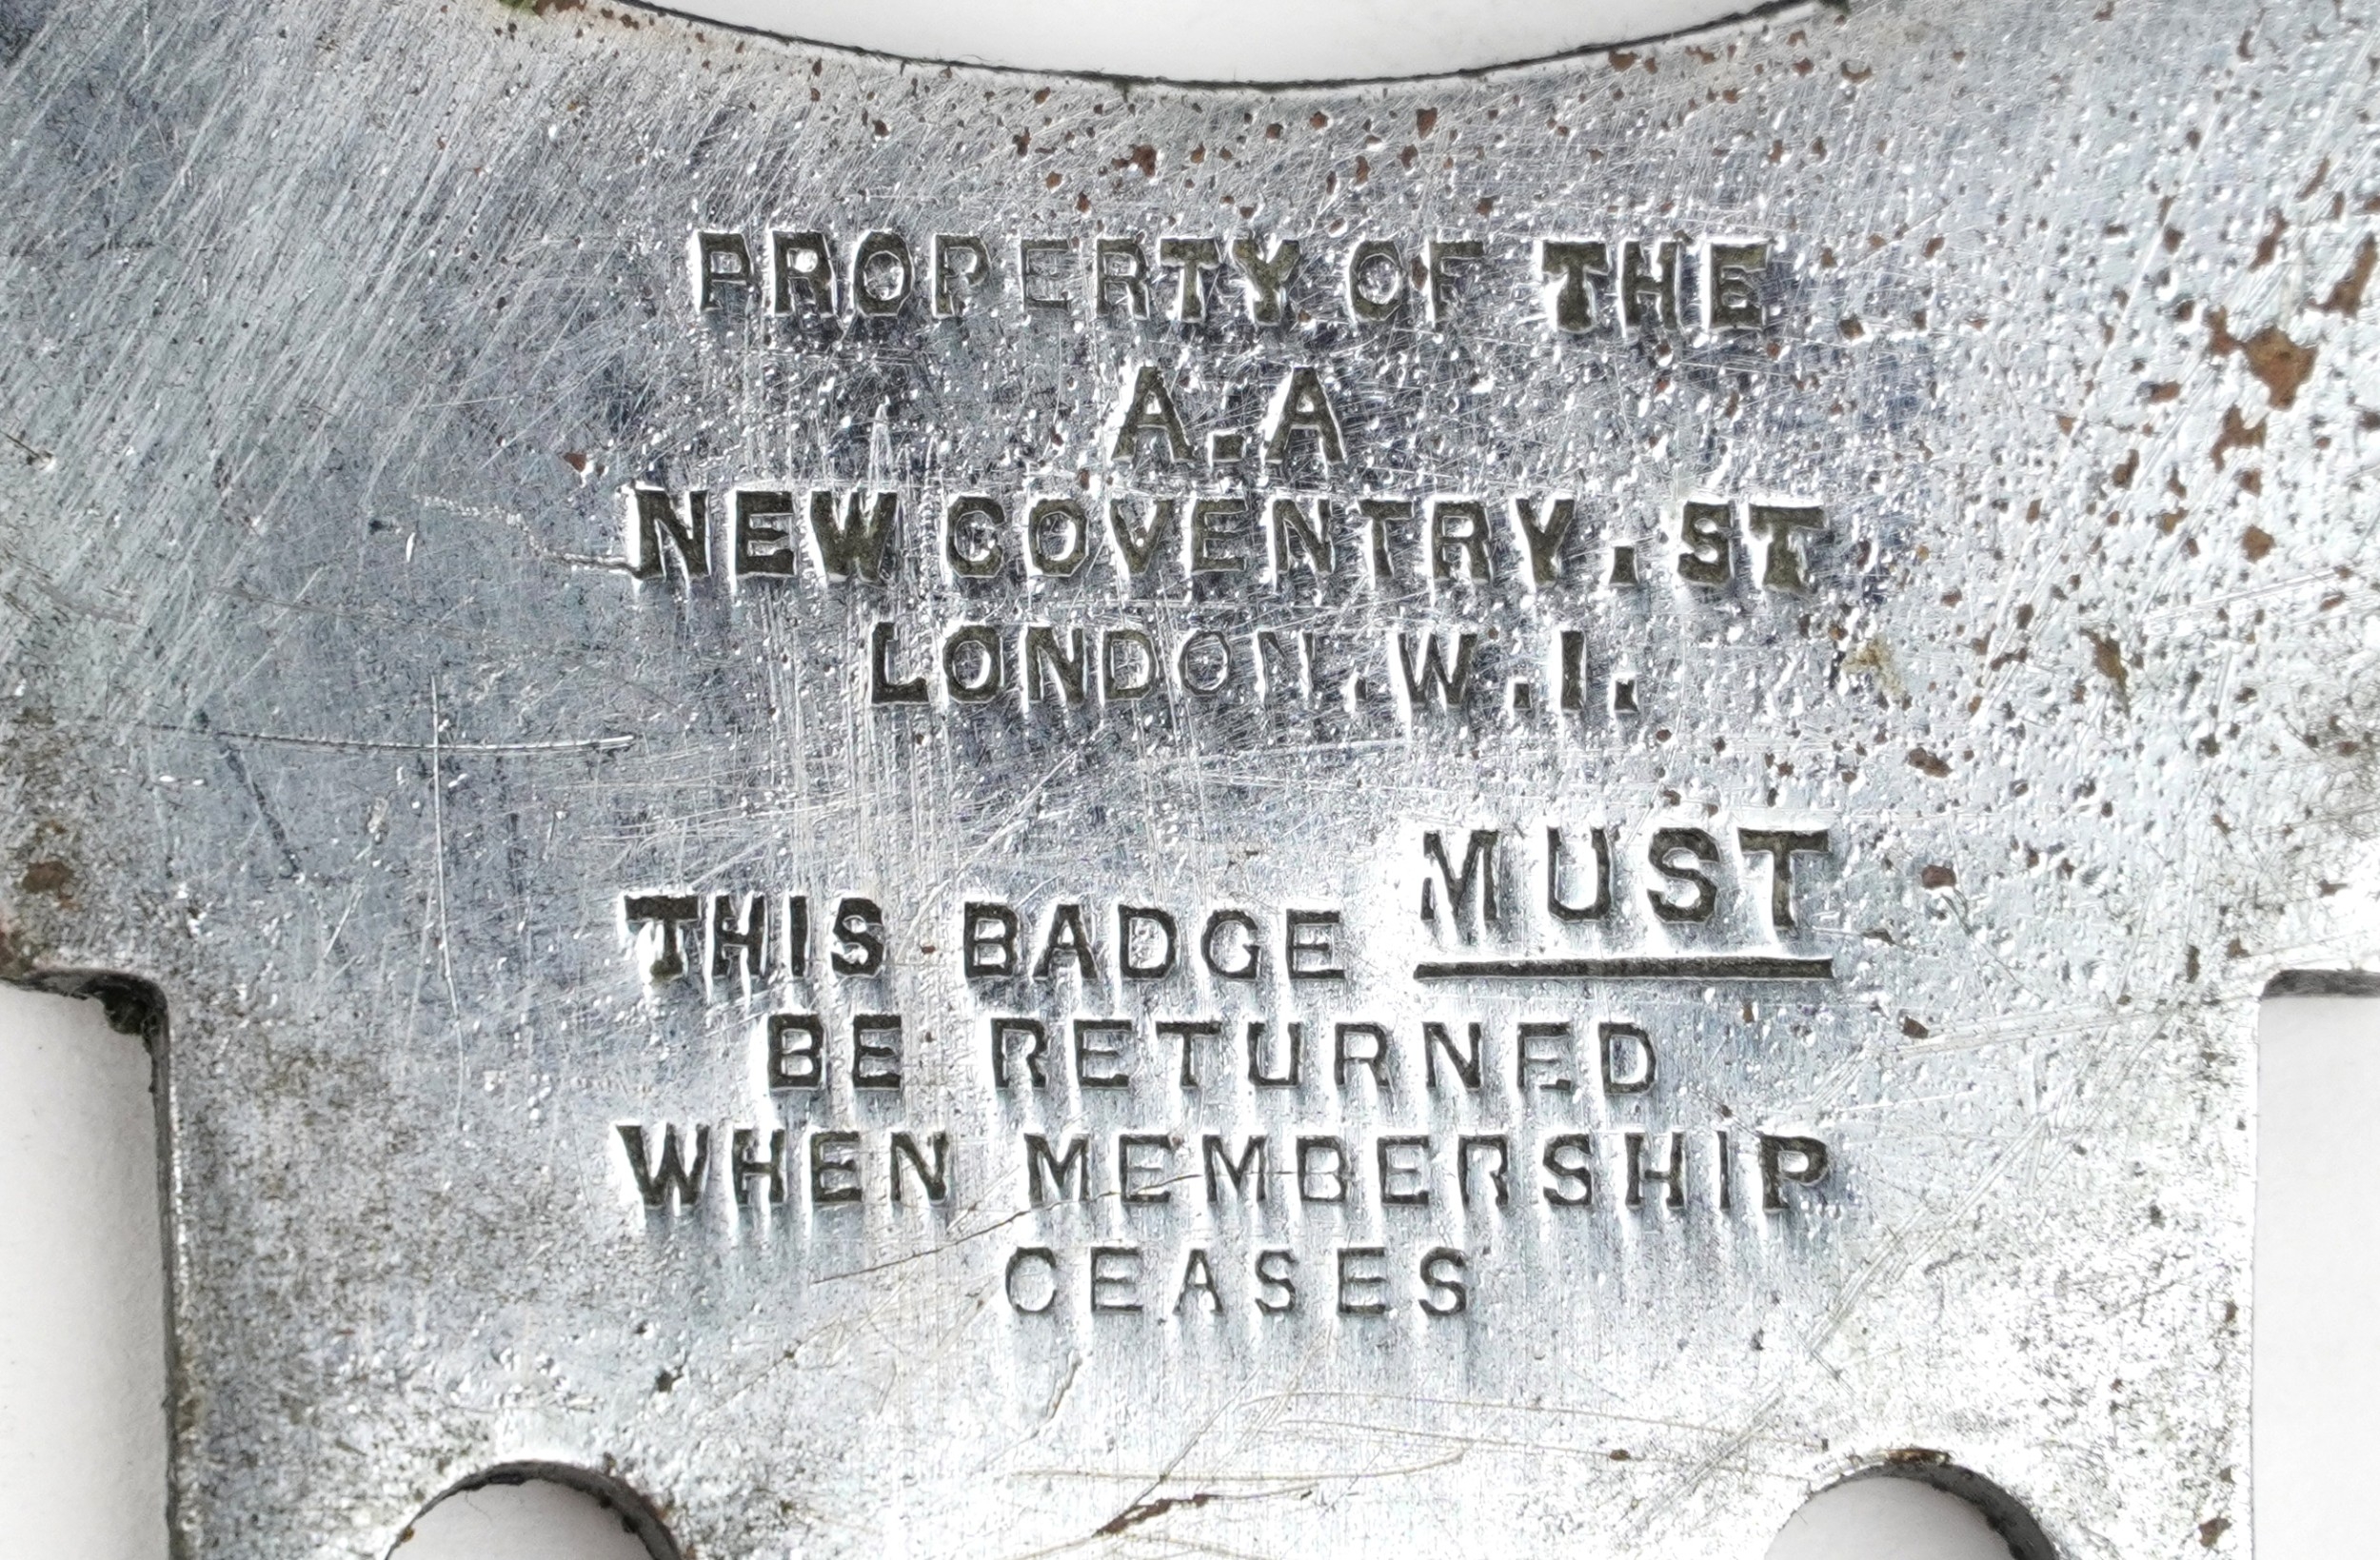 PROPERTY OF THE
A.A
NEW COVENTRY.ST
LONDON.W.I.
THIS BADGE MUST
BE RETURNED
WHEN MEMBERSHIP
CEASES